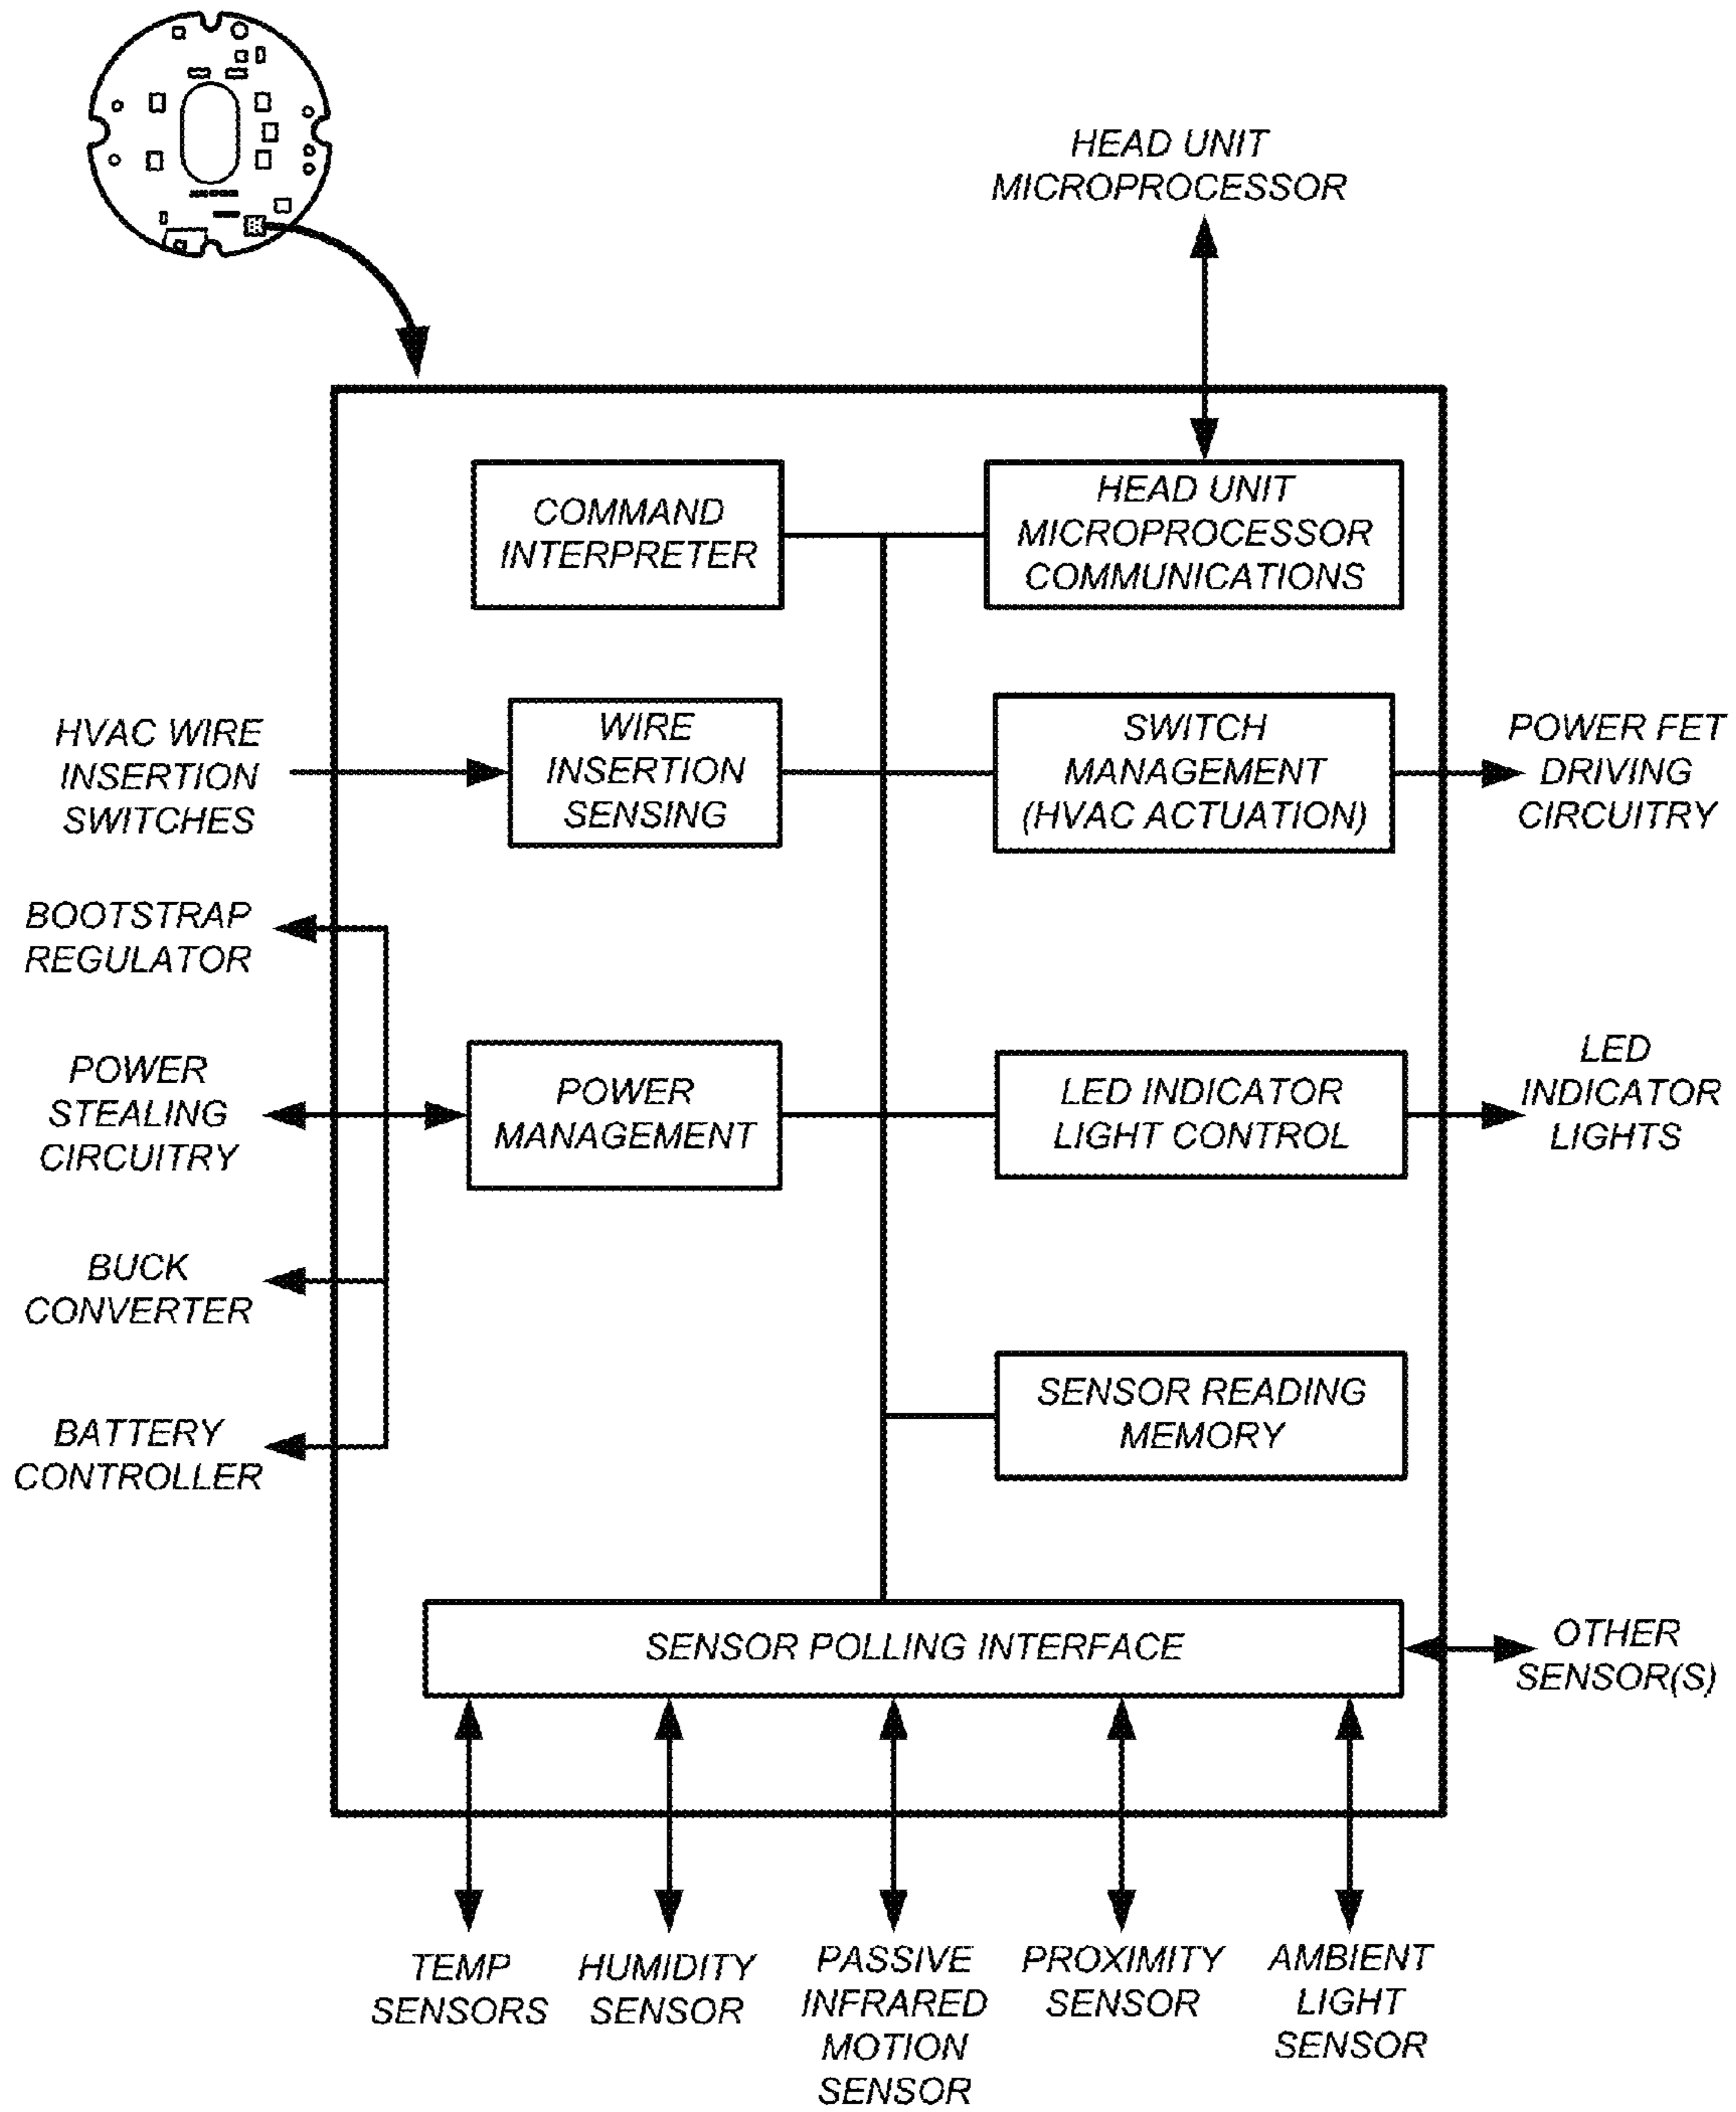 HEAD UNIT
MICROPROCESSOR
COMMAND
INTERPRETER
HEAD UNIT
MICROPROCESSOR
COMMUNICATIONS
HVAC WIRE
INSERTION
SWITCHES
WIRE
INSERTION
SENSING
SWITCH
MANAGEMENT
(HVAC ACTUATION)
POWER FET
DRIVING
CIRCUITRY
BOOTSTRAP
REGULATOR
POWER
STEALING
CIRCUITRY
POWER
MANAGEMENT
LED INDICATOR
LIGHT CONTROL
LED
INDICATOR
LIGHTS
BUCK
CONVERTER
SENSOR READING
MEMORY
BATTERY
CONTROLLER
SENSOR POLLING INTERFACE
OTHER
SENSOR(S)
TEMP
SENSORS
HUMIDITY
SENSOR
PASSIVE
INFRARED
MOTION
SENSOR
PROXIMITY
SENSOR
AMBIENT
LIGHT
SENSOR